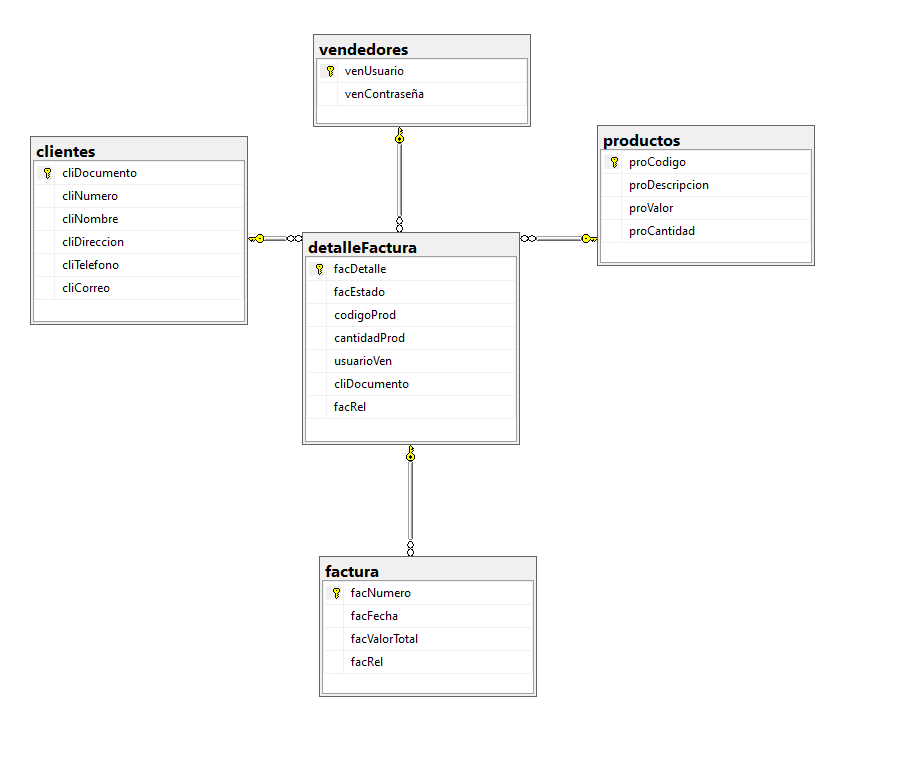 vendedores
venUsuario
venContraseña
clientes
cliDocumento
cliNumero
cliNombre
cliDireccion
cliTelefono
cliCorreo
productos
proCodigo
proDescripcion
proValor
proCantidad
detalleFactura
facDetalle
facEstado
codigoProd
cantidadProd
usuarioVen
cliDocumento
facRel
factura
facNumero
facFecha
facValorTotal
facRel